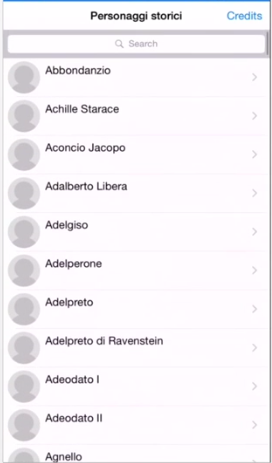 Personaggi storici
Credits
Search
Abbondanzio
Achille Starace
Aconcio Jacopo
Adalberto Libera
Adelgiso
Adelperone
Adelpreto
Adelpreto di Ravenstein
Adeodato I
Adeodato II
Agnello